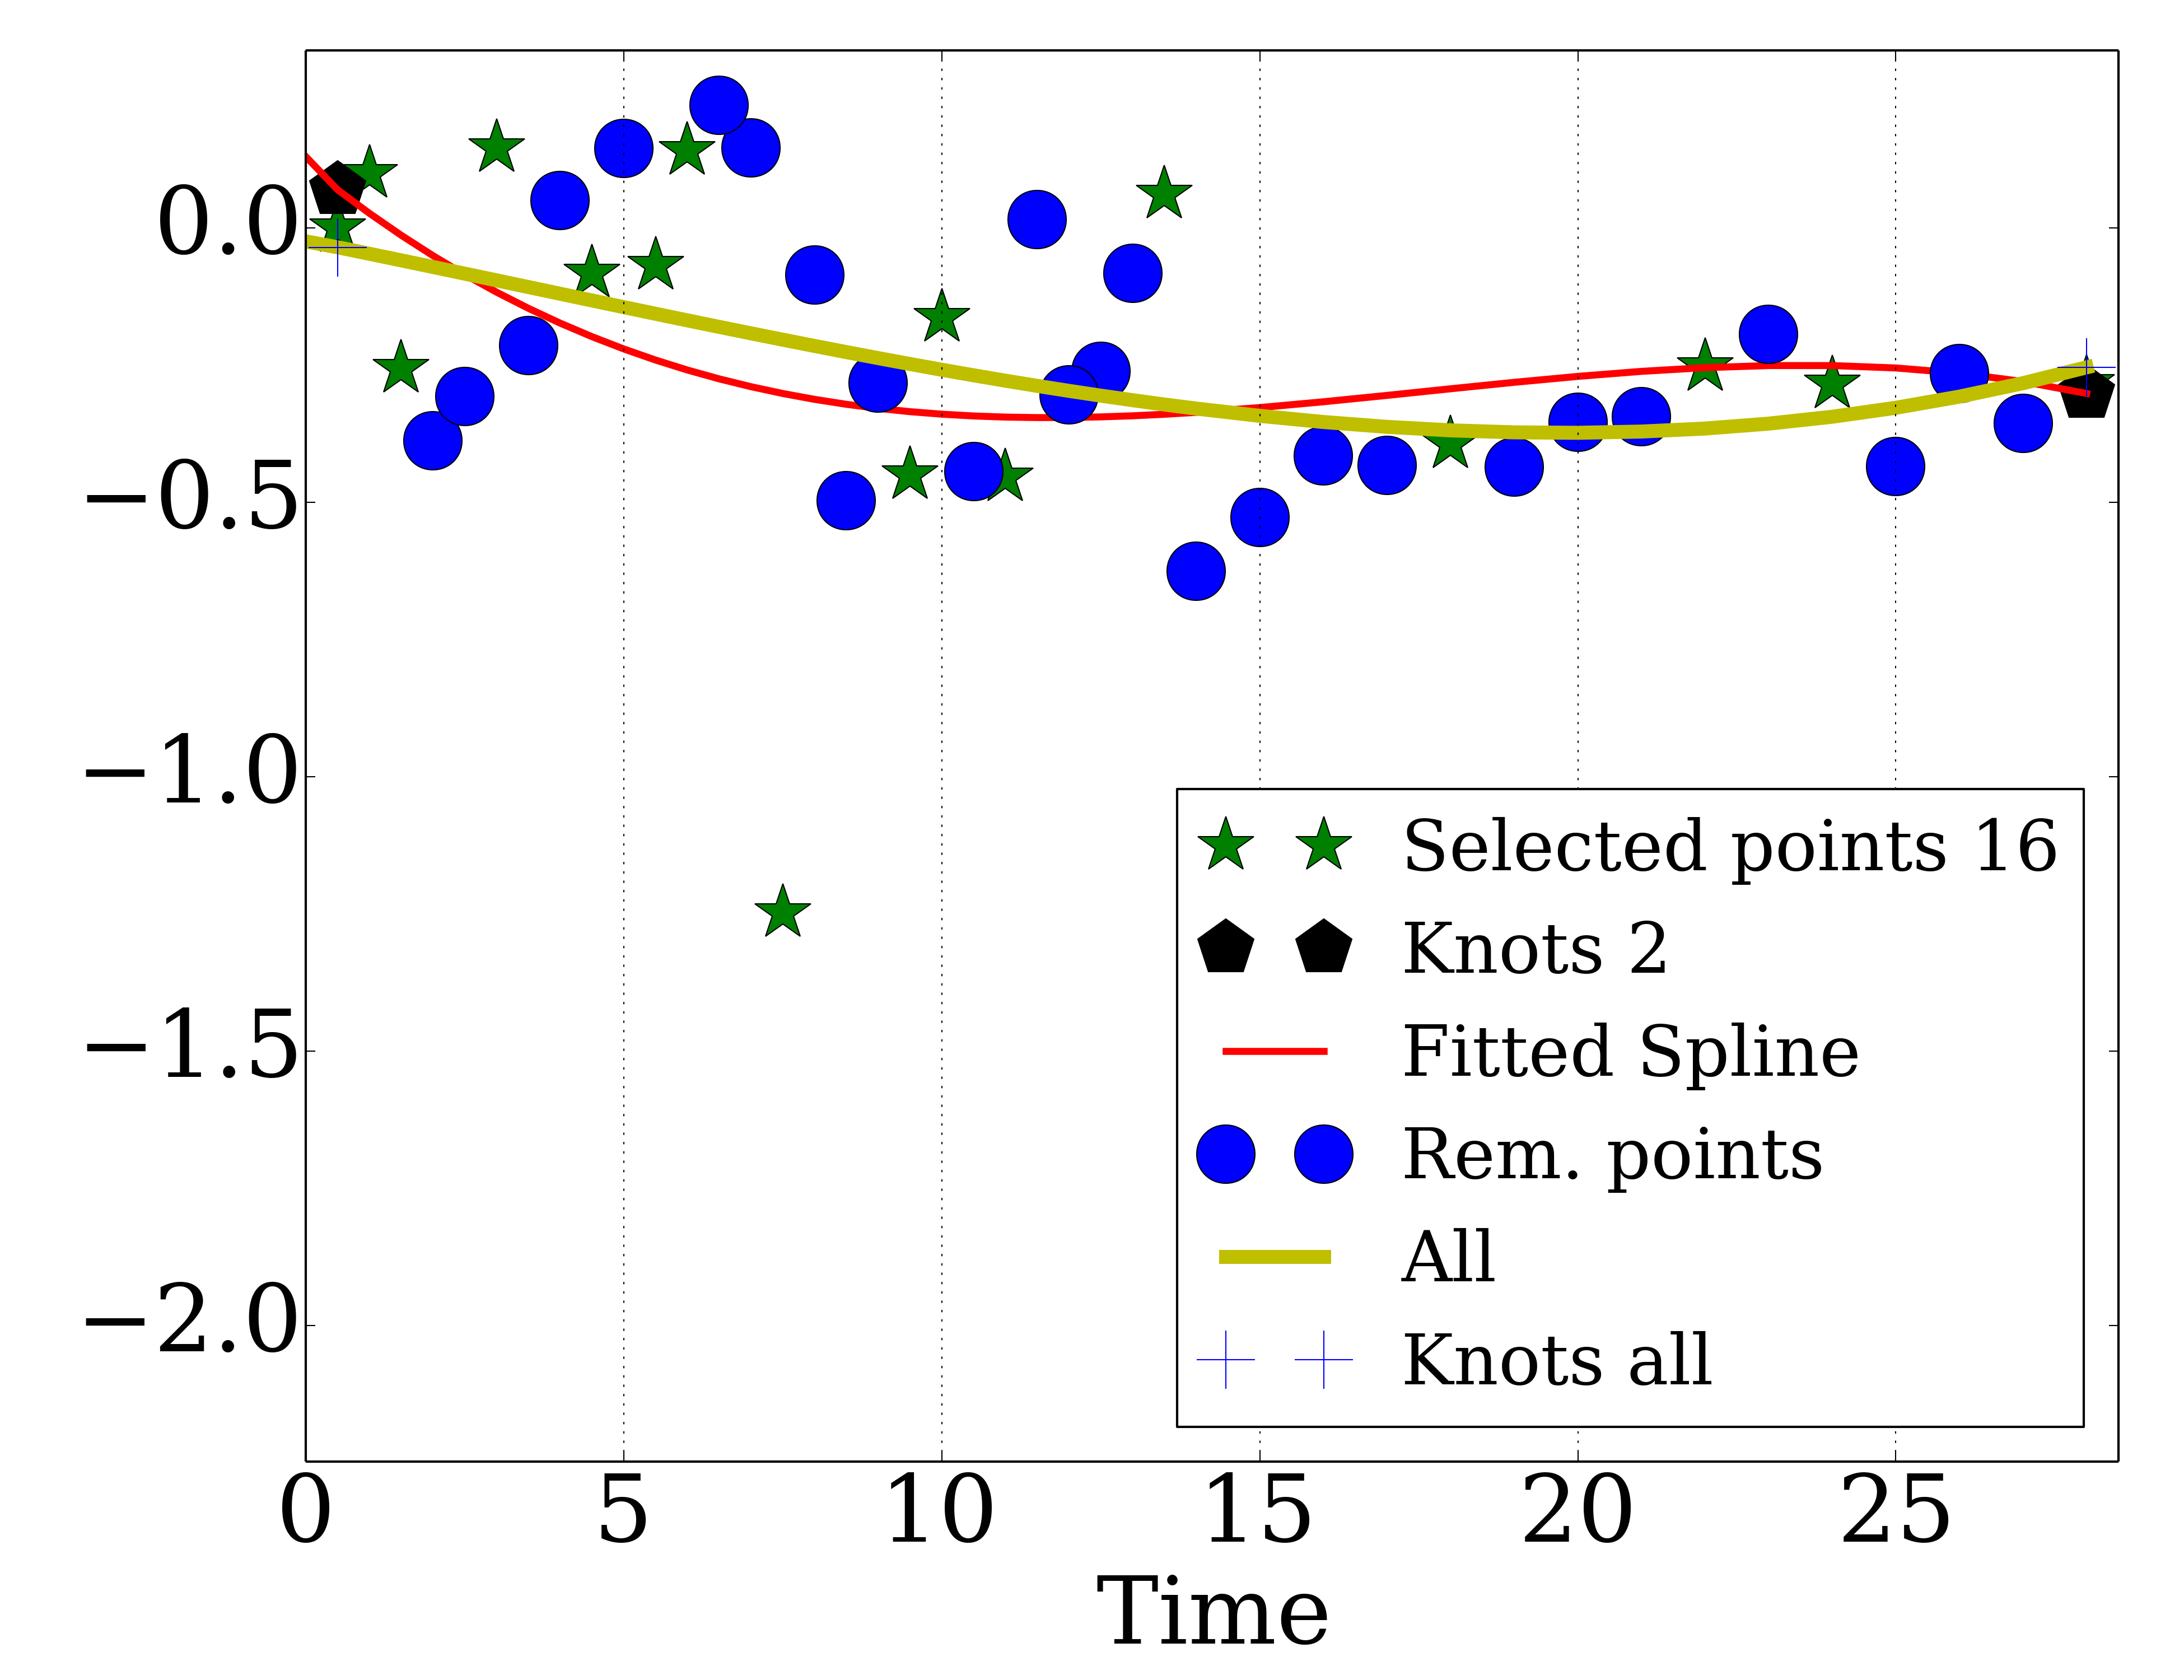 0.0
−0.5
−1.0
−1.5
−2.0
Selected points 16
Knots 2
Fitted Spline
Rem. points
All
Knots all
0 5 10 15 20 25
Time